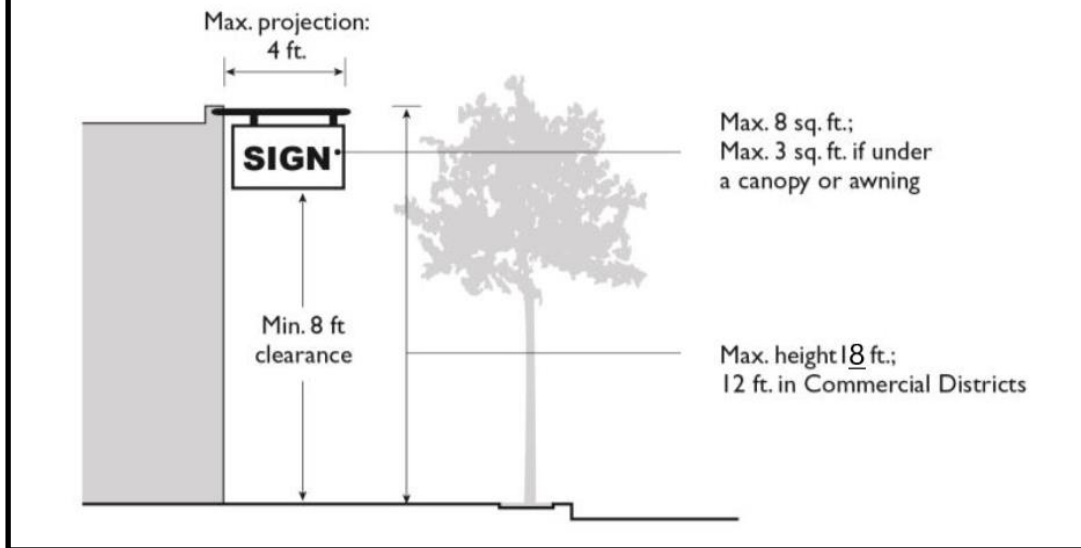 Max. projection:
4 ft.
SIGN
Max. 8 sq. ft.;
Max. 3 sq. ft. if under
a canopy or awning
Min. 8 ft
clearance
Max. height 18 ft.;
12 ft. in Commercial Districts